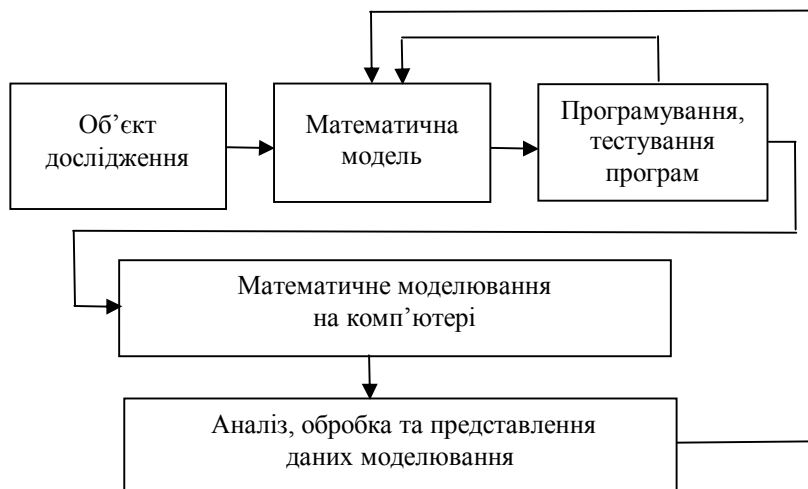 Об’єкт
дослідження
Математична
модель
Програмування,
тестування
програм
Математичне моделювання
на комп’ютері
Аналіз, обробка та представлення
даних моделювання